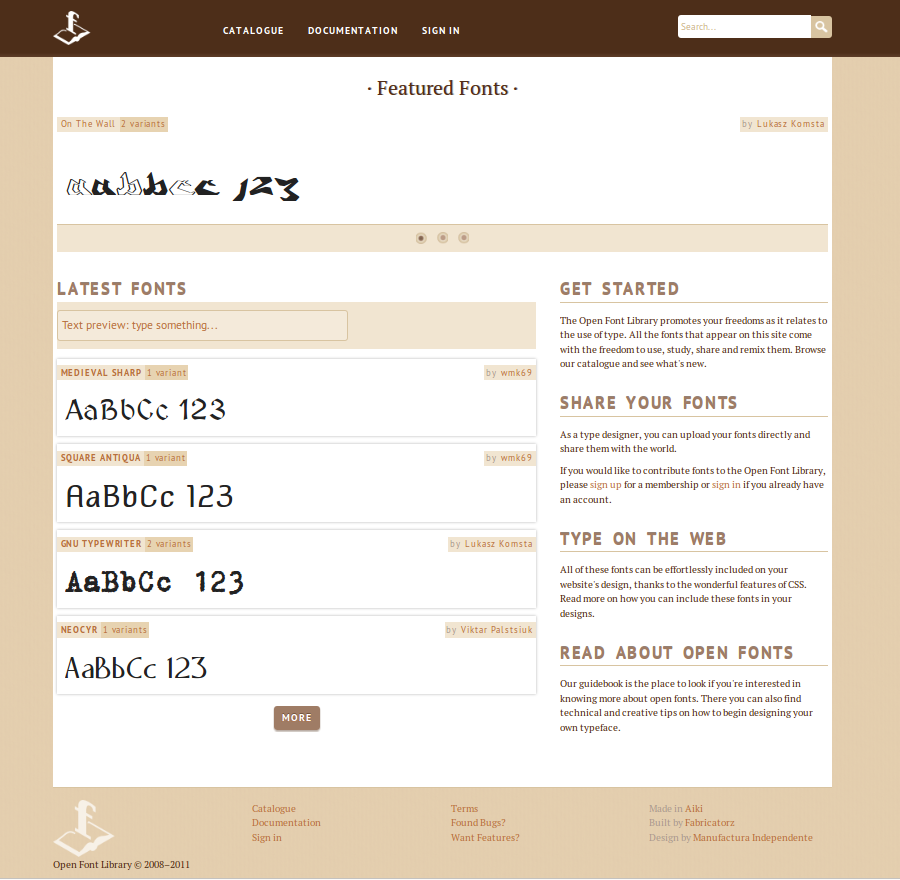 CATALOGUE DOCUMENTATION SIGN IN Search...
· Featured Fonts ·
On The Wall 2 variants by Lukasz Komsta
aabbcc 123
LATEST FONTS
Text preview: type something...
MEDIEVAL SHARP 1 variant by wmk69
AaBbCc 123
SQUARE ANTIQUA 1 variant by wmk69
AaBbCc 123
GNU TYPEWRITER 2 variants by Lukasz Komsta
AaBbCc 123
NEOCYR 1 variants by Viktar Palstsiuk
AaBbCc 123
MORE
GET STARTED
The Open Font Library promotes your freedoms as it relates to
the use of type. All the fonts that appear on this site come
with the freedom to use, study, share and remix them. Browse
our catalogue and see what's new.
SHARE YOUR FONTS
As a type designer, you can upload your fonts directly and
share them with the world.
If you would like to contribute fonts to the Open Font Library,
please sign up for a membership or sign in if you already have
an account.
TYPE ON THE WEB
All of these fonts can be effortlessly included on your
website's design, thanks to the wonderful features of CSS.
Read more on how you can include these fonts in your
designs.
READ ABOUT OPEN FONTS
Our guidebook is the place to look if you're interested in
knowing more about open fonts. There you can also find
technical and creative tips on how to begin designing your
own typeface.
Catalogue
Documentation
Sign in
Terms
Found Bugs?
Want Features?
Made in Aiki
Built by Fabricatorz
Design by Manufactura Independente
Open Font Library © 2008–2011